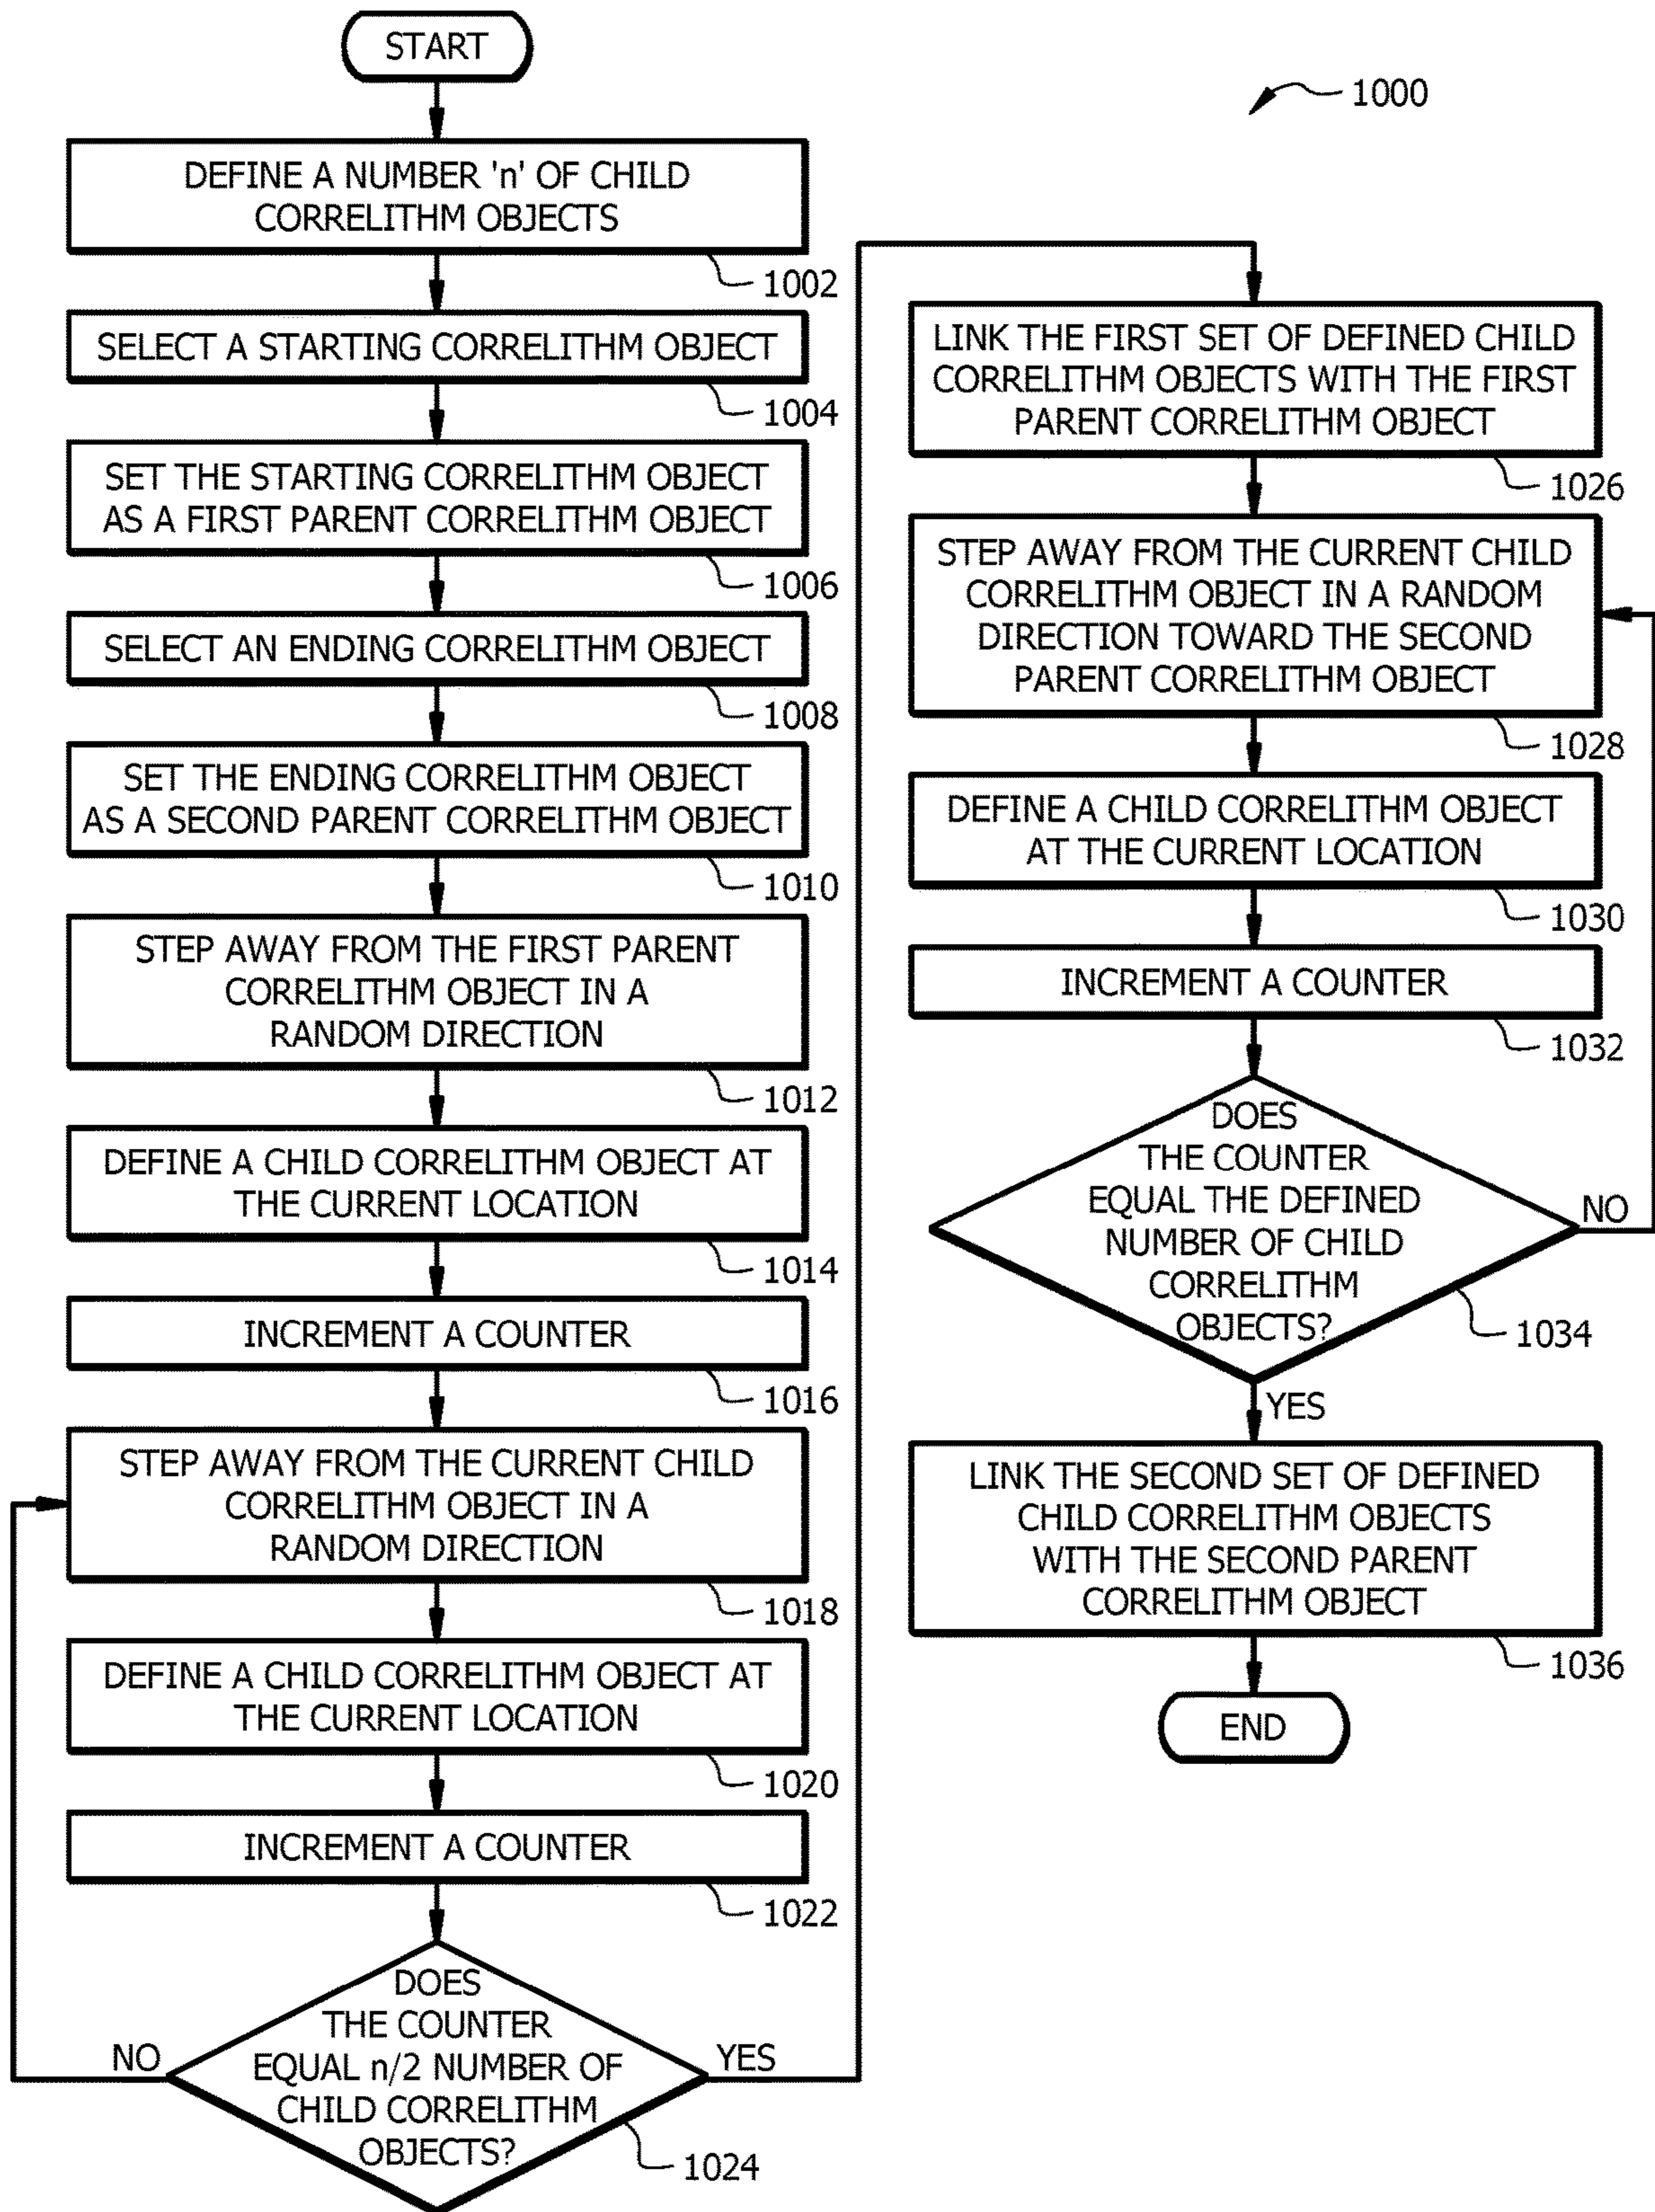 START
DEFINE A NUMBER 'n' OF CHILD
CORRELITHM OBJECTS
1002
SELECT A STARTING CORRELITHM OBJECT
1004
SET THE STARTING CORRELITHM OBJECT
AS A FIRST PARENT CORRELITHM OBJECT
1006
SELECT AN ENDING CORRELITHM OBJECT
1008
SET THE ENDING CORRELITHM OBJECT
AS A SECOND PARENT CORRELITHM OBJECT
1010
STEP AWAY FROM THE FIRST PARENT
CORRELITHM OBJECT IN A
RANDOM DIRECTION
1012
DEFINE A CHILD CORRELITHM OBJECT AT
THE CURRENT LOCATION
1014
INCREMENT A COUNTER
1016
STEP AWAY FROM THE CURRENT CHILD
CORRELITHM OBJECT IN A
RANDOM DIRECTION
1018
DEFINE A CHILD CORRELITHM OBJECT AT
THE CURRENT LOCATION
1020
INCREMENT A COUNTER
1022
DOES
THE COUNTER
EQUAL n/2 NUMBER OF
CHILD CORRELITHM
OBJECTS?
NO
YES
1024
1000
LINK THE FIRST SET OF DEFINED CHILD
CORRELITHM OBJECTS WITH THE FIRST
PARENT CORRELITHM OBJECT
1026
STEP AWAY FROM THE CURRENT CHILD
CORRELITHM OBJECT IN A RANDOM
DIRECTION TOWARD THE SECOND
PARENT CORRELITHM OBJECT
1028
DEFINE A CHILD CORRELITHM OBJECT
AT THE CURRENT LOCATION
1030
INCREMENT A COUNTER
1032
DOES
THE COUNTER
EQUAL THE DEFINED
NUMBER OF CHILD
CORRELITHM
OBJECTS?
NO
1034
YES
LINK THE SECOND SET OF DEFINED
CHILD CORRELITHM OBJECTS
WITH THE SECOND PARENT
CORRELITHM OBJECT
1036
END